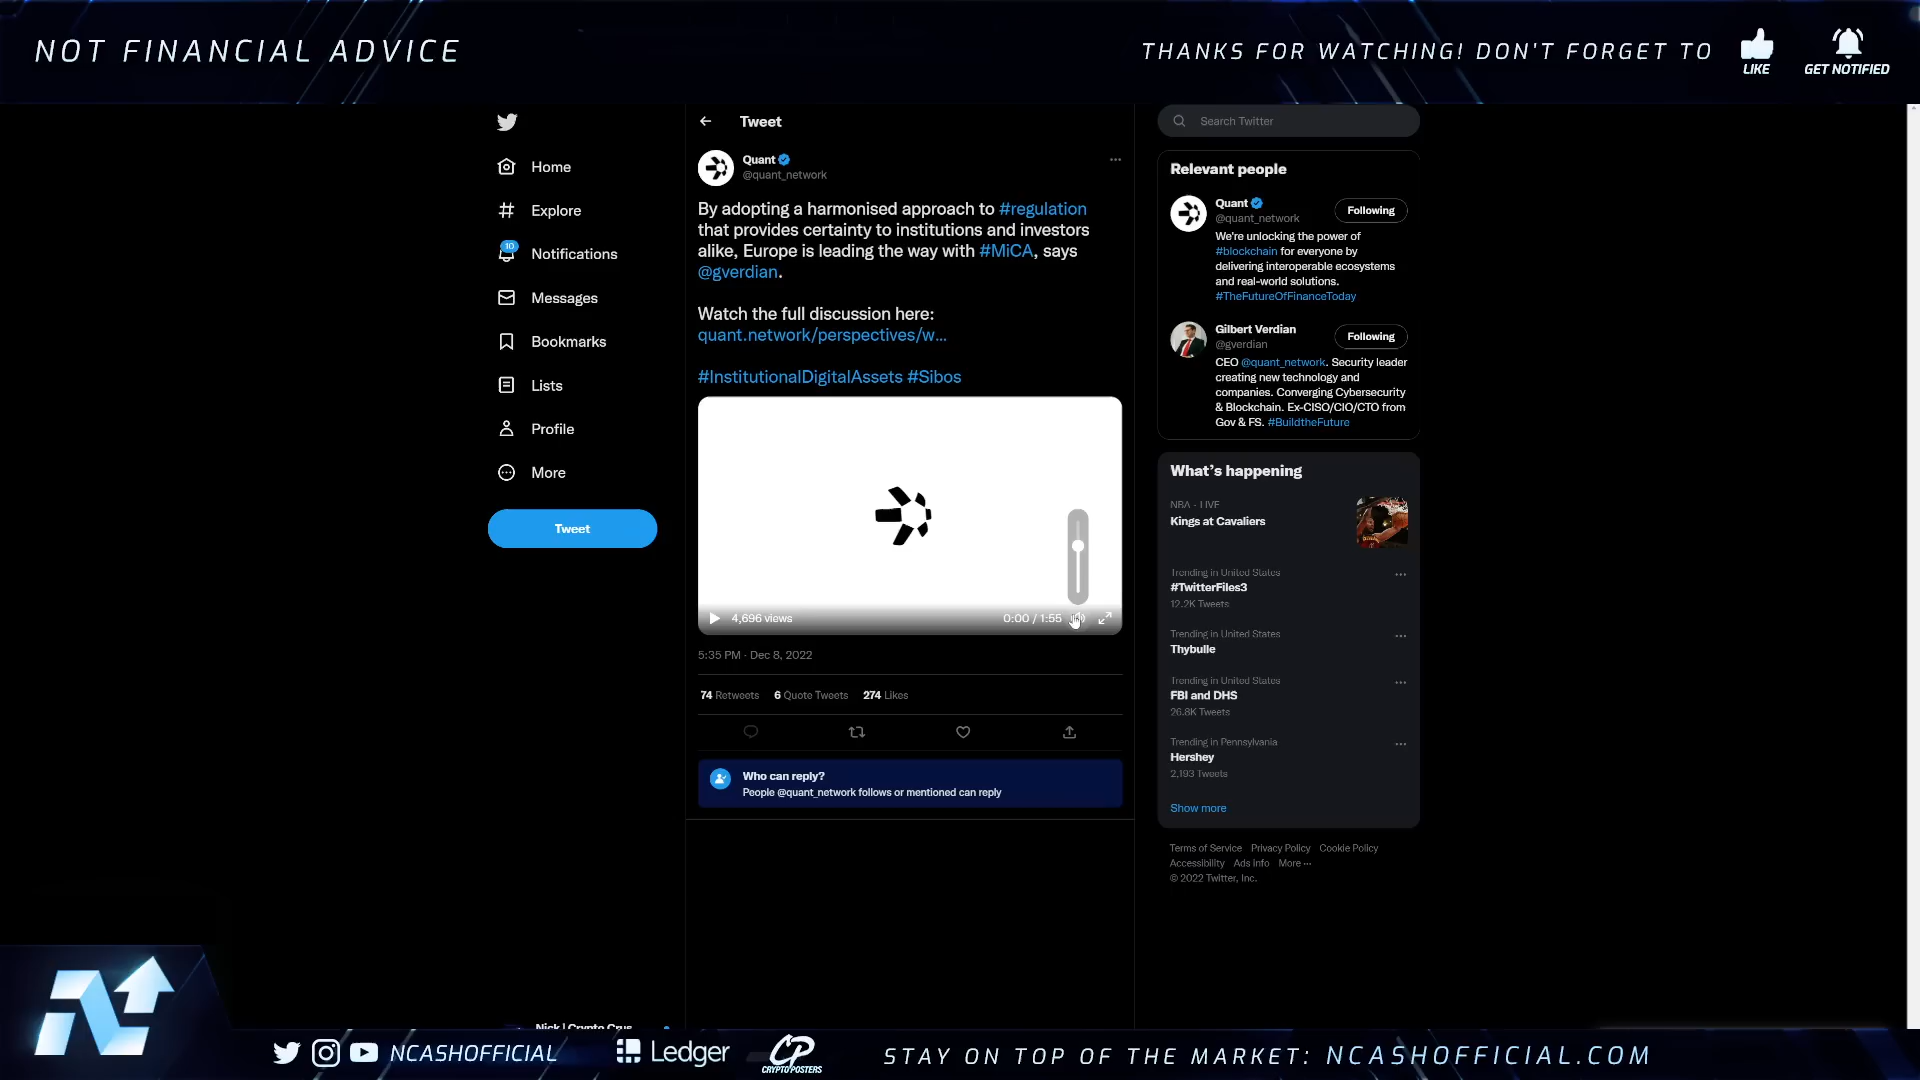 NOT FINANCIAL ADVICE
THANKS FOR WATCHING! DON'T FORGET TO
LIKE
GET NOTIFIED
Home
Explore
10
Notifications
Messages
Bookmarks
Lists
Profile
More
Tweet
Tweet
Quant
@quant_network
By adopting a harmonised approach to #regulation
that provides certainty to institutions and investors
alike, Europe is leading the way with #MiCA, says
@gverdian.
Watch the full discussion here:
quant.network/perspectives/w...
#InstitutionalDigitalAssets #Sibos
4,696 views
0:00 / 1:55
5:35 PM · Dec 8, 2022
74 Retweets 6 Quote Tweets 274 Likes
Who can reply?
People @quant_network follows or mentioned can reply
Search Twitter
Relevant people
Quant
@quant_network
Following
We're unlocking the power of
#blockchain for everyone by
delivering interoperable ecosystems
and real-world solutions.
#TheFutureOfFinanceToday
Gilbert Verdian
@gverdian
Following
CEO @quant_network. Security leader
creating new technology and
companies. Converging Cybersecurity
& Blockchain. Ex-CISO/CIO/CTO from
Gov & FS. #BuildtheFuture
What's happening
NBA · LIVE
Kings at Cavaliers
Trending in United States
#TwitterFiles3
12.2K Tweets
Trending in United States
Thybulle
Trending in United States
FBI and DHS
26.8K Tweets
Trending in Pennsylvania
Hershey
2,193 Tweets
Show more
Terms of Service Privacy Policy Cookie Policy
Accessibility Ads info More ···
© 2022 Twitter, Inc.
Nick | Crypto Crus
NCASHOFFICIAL
Ledger
CP
CRYPTOPOSTERS
STAY ON TOP OF THE MARKET: NCASHOFFICIAL.COM